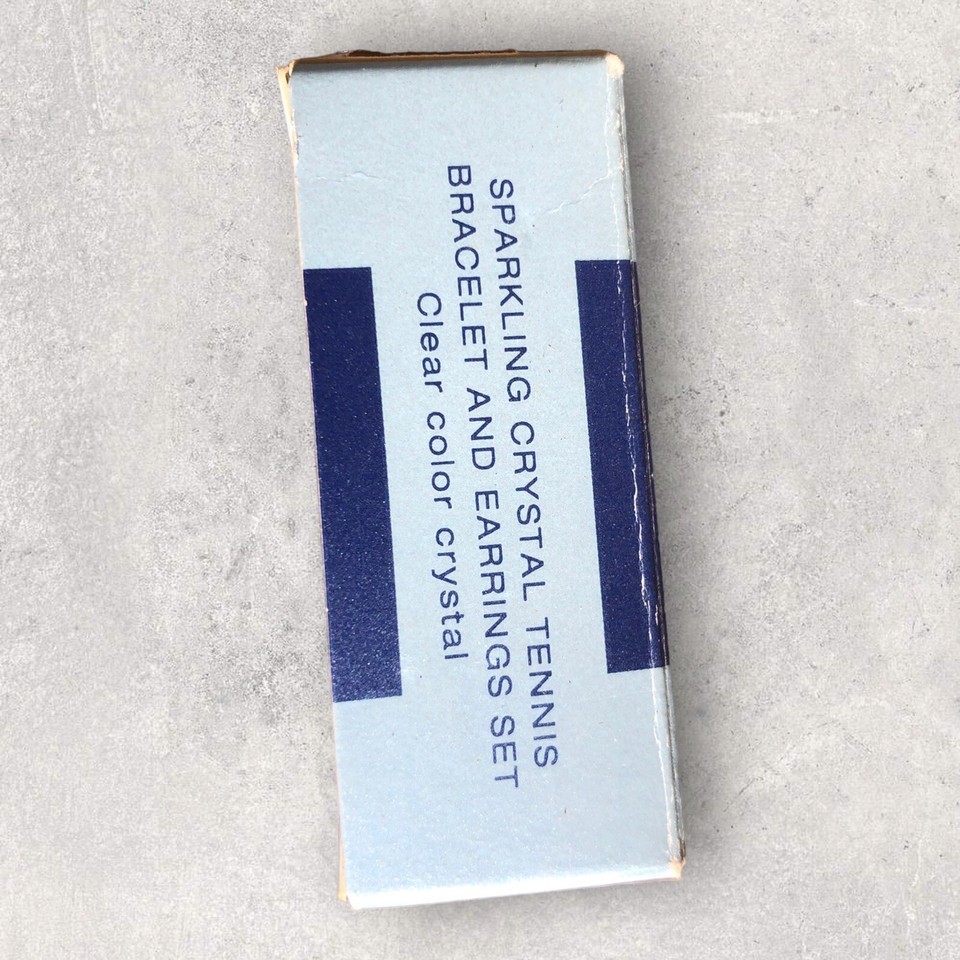 SPARKLING CRYSTAL TENNIS
BRACELET AND EARRINGS SET
Clear color crystal